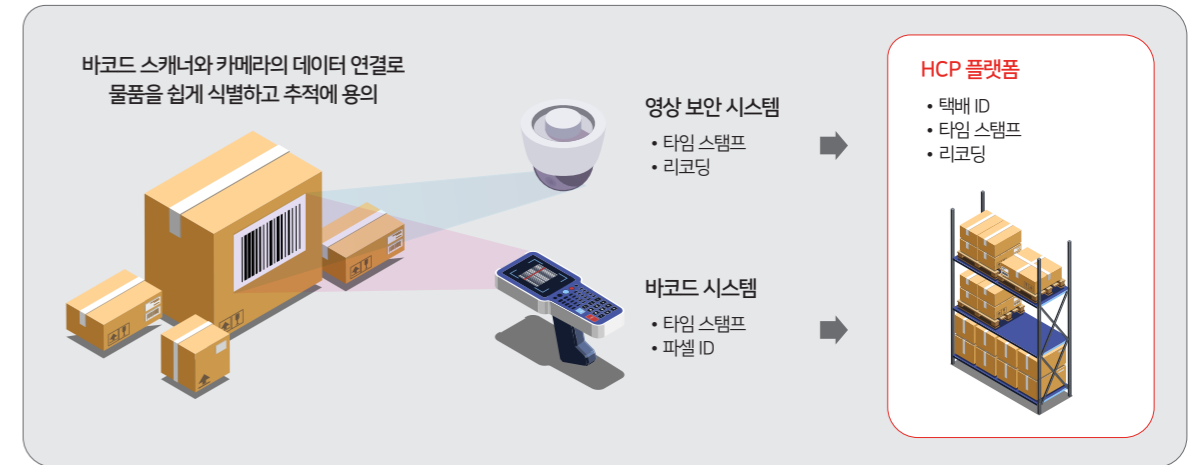 바코드 스캐너와 카메라의 데이터 연결로
물품을 쉽게 식별하고 추적에 용의
영상 보안 시스템
• 타임 스탬프
• 리코딩
바코드 시스템
• 타임 스탬프
• 파셀 ID
HCP 플랫폼
• 택배 ID
• 타임 스탬프
• 리코딩